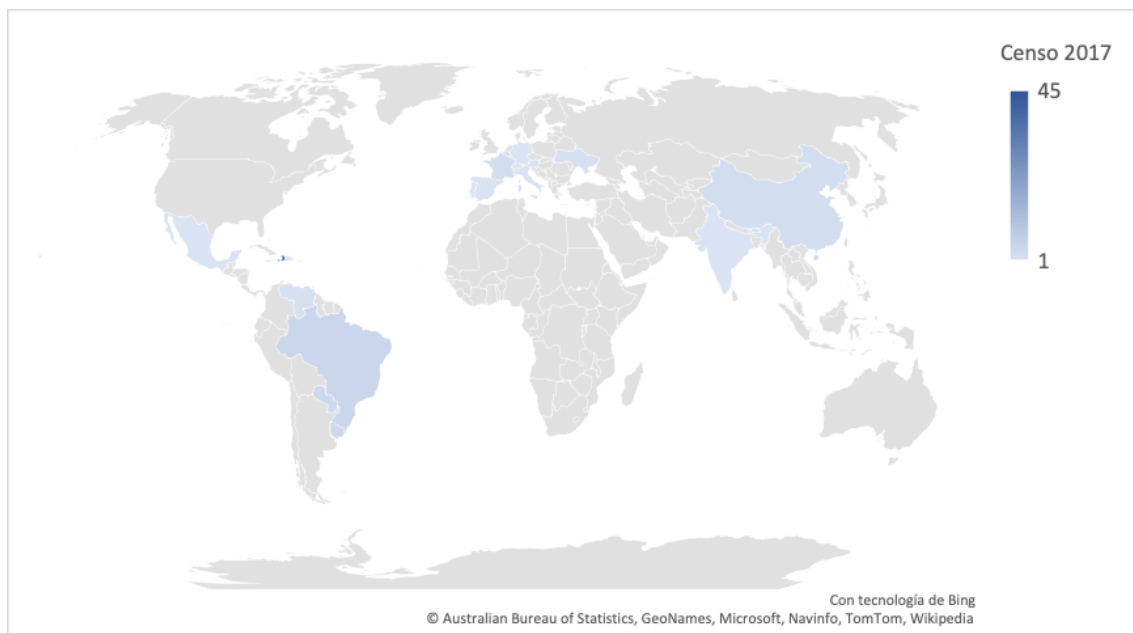 Censo 2017
45
1
Con tecnología de Bing
© Australian Bureau of Statistics, GeoNames, Microsoft, Navinfo, TomTom, Wikipedia